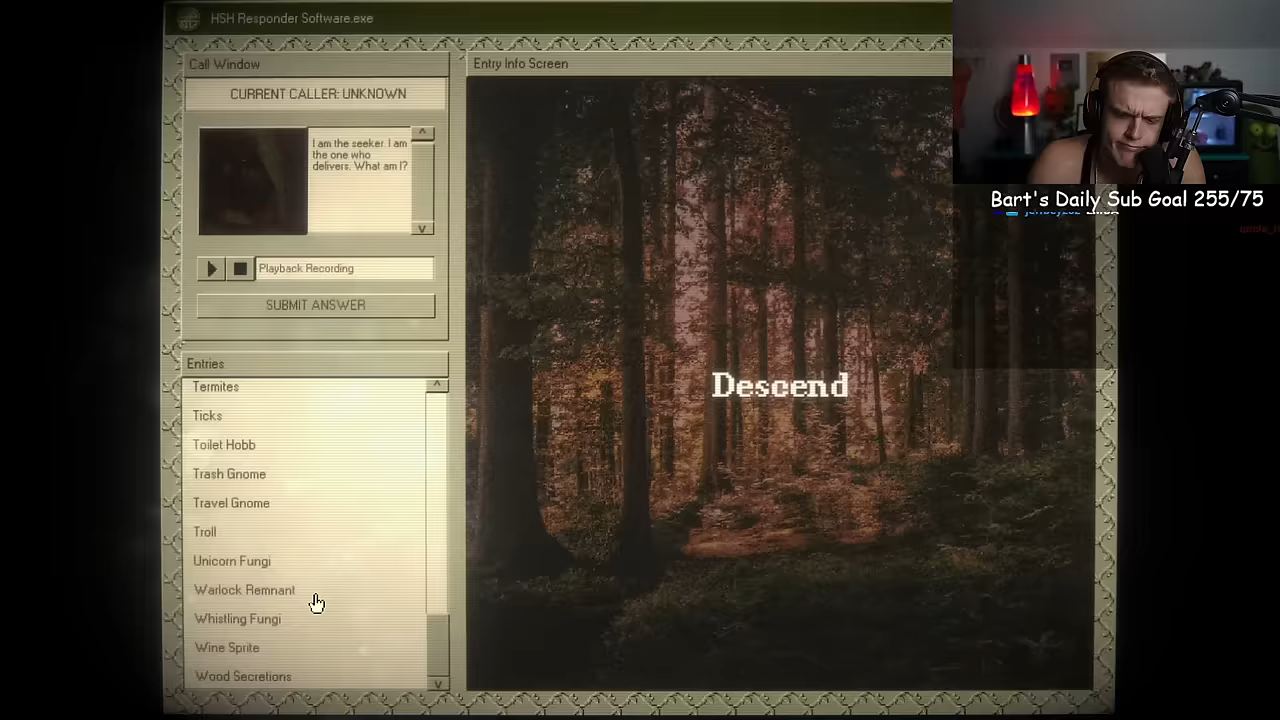 HSH Responder Software.exe
Call Window
CURRENT CALLER: UNKNOWN
I am the seeker. I am
the one who
delivers. What am I?
Playback Recording
SUBMIT ANSWER
Entries
Termites
Ticks
Toilet Hobb
Trash Gnome
Travel Gnome
Troll
Unicorn Fungi
Warlock Remnant
Whistling Fungi
Wine Sprite
Wood Secretions
Entry Info Screen
Descend
Bart's Daily Sub Goal 255/75